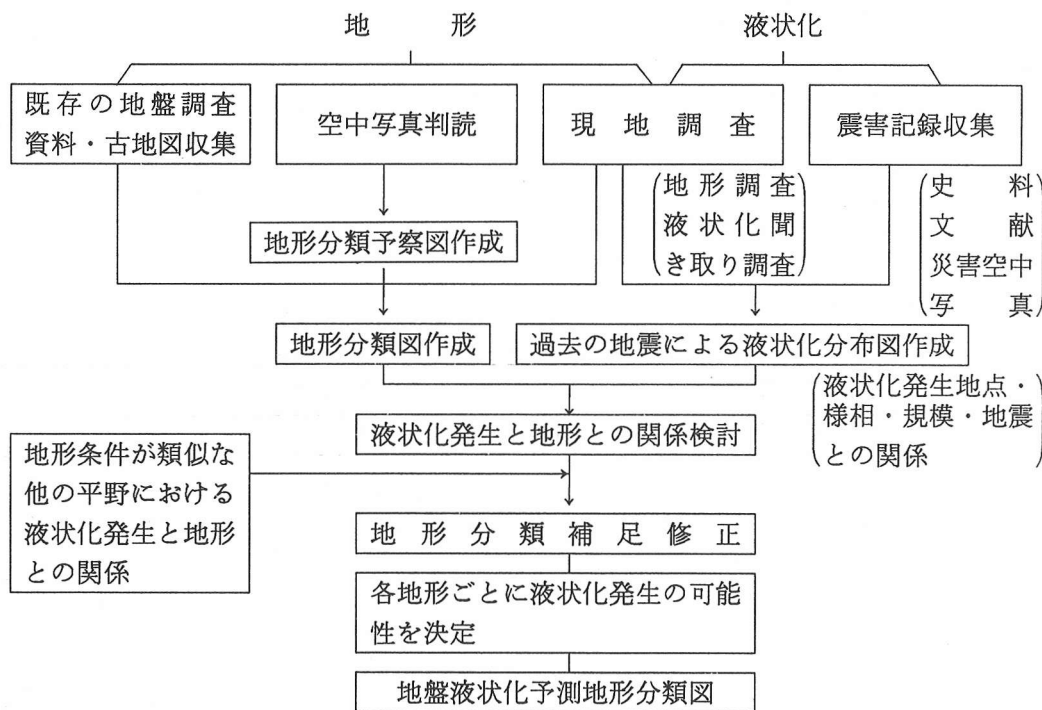 地形
液状化
既存の地盤調査
資料・古地図収集
空中写真判読
現地調査
震害記録収集
地形調査
液状化聞
き取り調査
史料
文献
災害空中
写真
地形分類予察図作成
地形分類図作成
過去の地震による液状化分布図作成
液状化発生地点・
様相・規模・地震
との関係
液状化発生と地形との関係検討
地形条件が類似な
他の平野における
液状化発生と地形
との関係
地形分類補足修正
各地形ごとに液状化発生の可能
性を決定
地盤液状化予測地形分類図